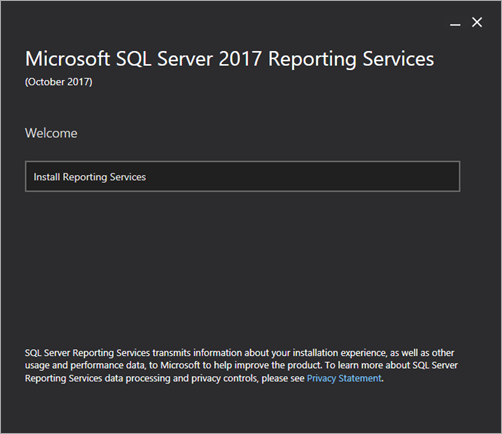 Microsoft SQL Server 2017 Reporting Services
(October 2017)
Welcome
Install Reporting Services
SQL Server Reporting Services transmits information about your installation experience, as well as other
usage and performance data, to Microsoft to help improve the product. To learn more about SQL Server
Reporting Services data processing and privacy controls, please see Privacy Statement.